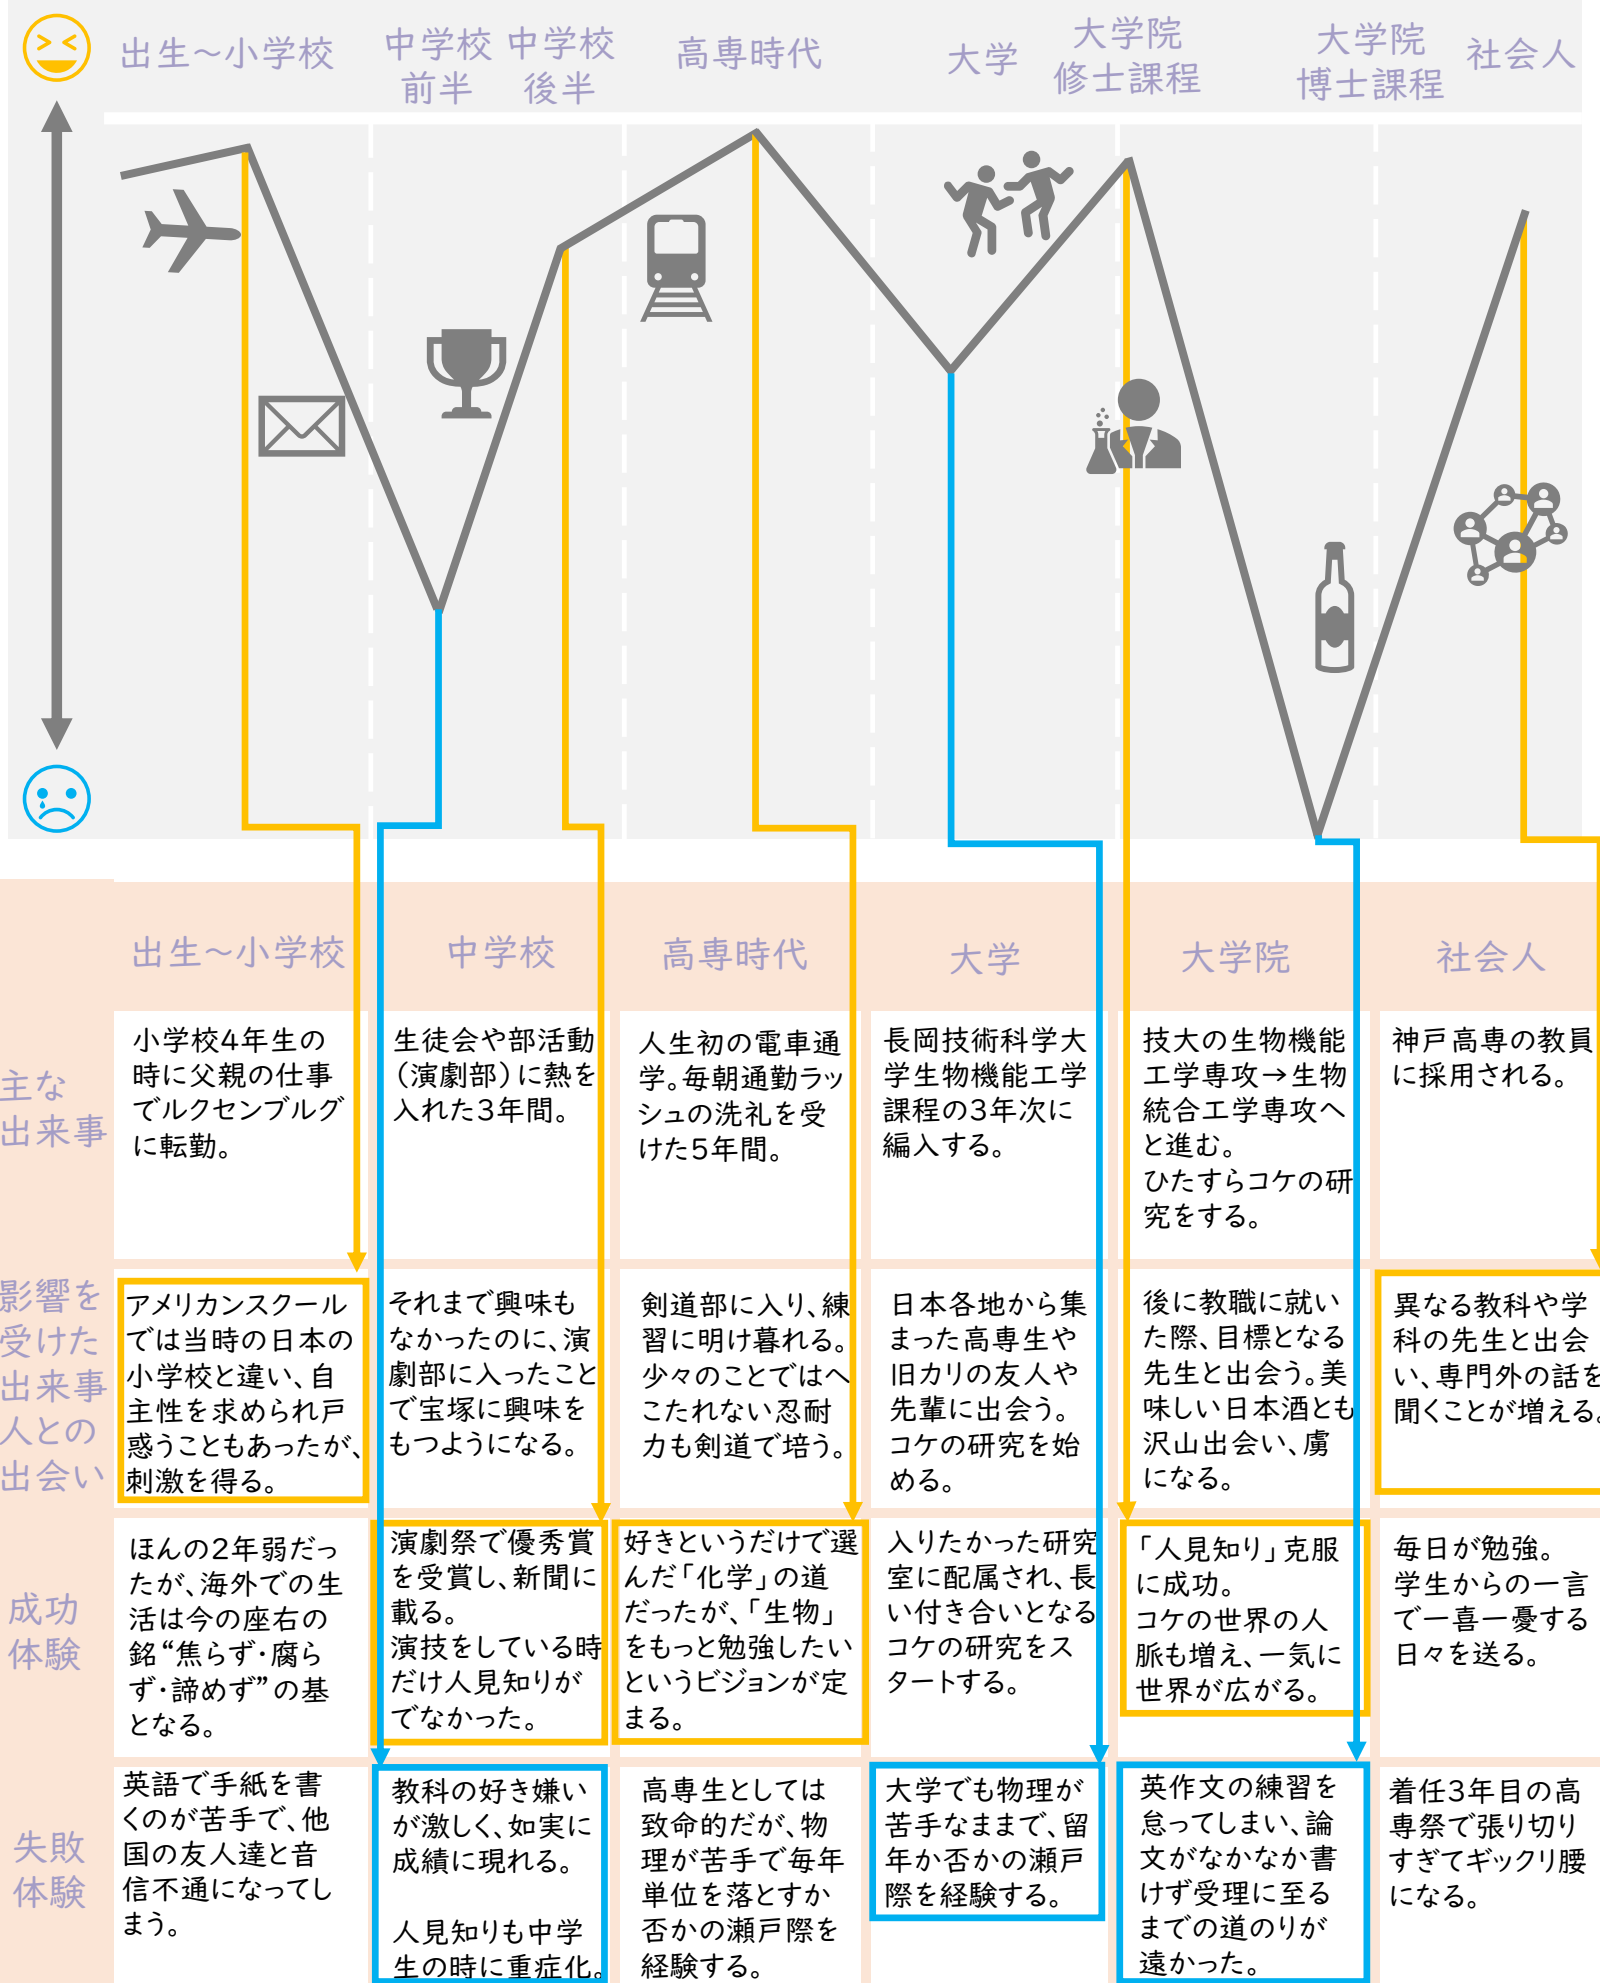 出生～小学校
中学校
前半
中学校
後半
高専時代
大学
大学院
修士課程
大学院
博士課程
社会人
出生～小学校
中学校
高専時代
大学
大学院
社会人
主な
出来事
小学校4年生の
時に父親の仕事
でルクセンブルグ
に転勤。
生徒会や部活動
（演劇部）に熱を
入れた3年間。
人生初の電車通
学。毎朝通勤ラッ
シュの洗礼を受
けた5年間。
長岡技術科学大
学生物機能工学
課程の3年次に
編入する。
技大の生物機能
工学専攻→生物
統合工学専攻へ
と進む。
ひたすらコケの研
究をする。
神戸高専の教員
に採用される。
影響を
受けた
出来事
人との
出会い
アメリカンスクール
では当時の日本の
小学校と違い、自
主性を求められ戸
惑うこともあったが、
刺激を得る。
それまで興味も
なかったのに、演
劇部に入ったこと
で宝塚に興味を
もつようになる。
剣道部に入り、練
習に明け暮れる。
少々のことではへ
こたれない忍耐
力も剣道で培う。
日本各地から集
まった高専生や
旧カリの友人や
先輩に出会う。
コケの研究を始
める。
後に教職に就い
た際、目標となる
先生と出会う。美
味しい日本酒とも
沢山出会い、虜
になる。
異なる教科や学
科の先生と出会
い、専門外の話を
聞くことが増える。
成功
体験
ほんの2年弱だっ
たが、海外での生
活は今の座右の
銘“焦らず・腐ら
ず・諦めず”の基
となる。
演劇祭で優秀賞
を受賞し、新聞に
載る。
演技をしている時
だけ人見知りが
でなかった。
好きというだけで選
んだ「化学」の道
だったが、「生物」
をもっと勉強したい
というビジョンが定
まる。
入りたかった研究
室に配属され、長
い付き合いとなる
コケの研究をス
タートする。
「人見知り」克服
に成功。
コケの世界の人
脈も増え、一気に
世界が広がる。
毎日が勉強。
学生からの一言
で一喜一憂する
日々を送る。
失敗
体験
英語で手紙を書
くのが苦手で、他
国の友人達と音
信不通になってし
まう。
教科の好き嫌い
が激しく、如実に
成績に現れる。
人見知りも中学
生の時に重症化。
高専生としては
致命的だが、物
理が苦手で毎年
単位を落とすか
否かの瀬戸際を
経験する。
大学でも物理が
苦手なままで、留
年か否かの瀬戸
際を経験する。
英作文の練習を
怠ってしまい、論
文がなかなか書
けず受理に至る
までの道のりが
遠かった。
着任3年目の高
専祭で張り切り
すぎてギックリ腰
になる。